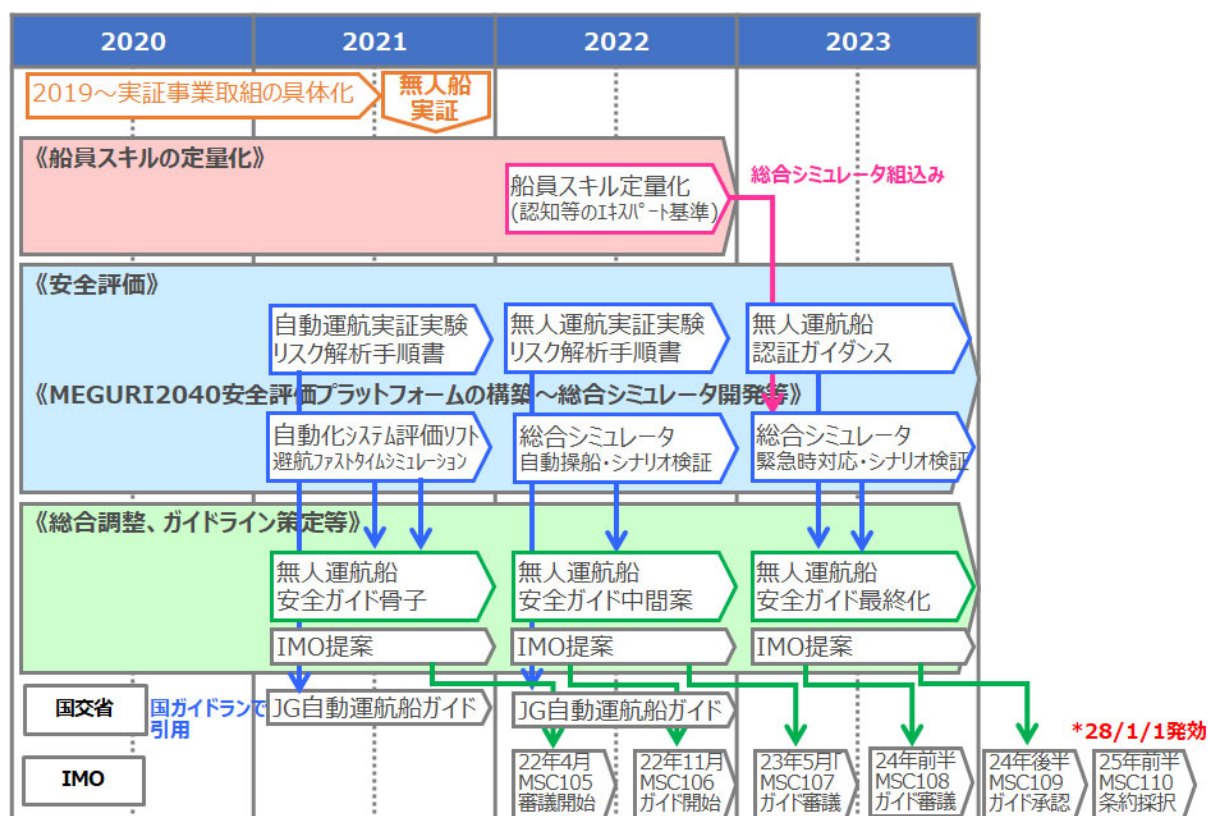 2020
2021
2022
2023
2019～実証事業取組の具体化
無人船
実証
《船員スキルの定量化》
船員スキル定量化
(認知等のｴｷｽﾊﾟｰﾄ基準)
総合シミュレータ組込み
《安全評価》
自動運航実証実験
リスク解析手順書
無人運航実証実験
リスク解析手順書
無人運航船
認証ガイダンス
《MEGURI2040安全評価プラットフォームの構築～総合シミュレータ開発等》
自動化システム評価ソフト
避航ﾌｧｽﾄﾀｲﾑｼﾐｭﾚｰｼｮﾝ
総合シミュレータ
自動操船・シナリオ検証
総合シミュレータ
緊急時対応・シナリオ検証
《総合調整、ガイドライン策定等》
無人運航船
安全ガイド骨子
無人運航船
安全ガイド中間案
無人運航船
安全ガイド最終化
IMO提案
IMO提案
IMO提案
国交省
国ガイドランで
引用
JG自動運航船ガイド
JG自動運航船ガイド
*28/1/1発効
IMO
22年4月
MSC105
審議開始
22年11月
MSC106
ガイド開始
23年5月｢
MSC107
ガイド審議
24年前半
MSC108
ガイド審議
24年後半
MSC109
ガイド承認
25年前半
MSC110
条約採択